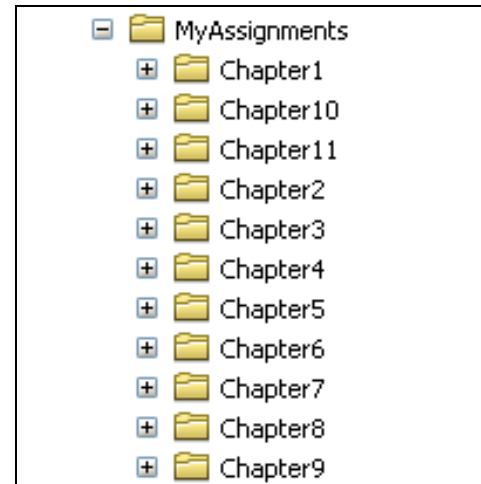 MyAssignments
Chapter1
Chapter10
Chapter11
Chapter2
Chapter3
Chapter4
Chapter5
Chapter6
Chapter7
Chapter8
Chapter9